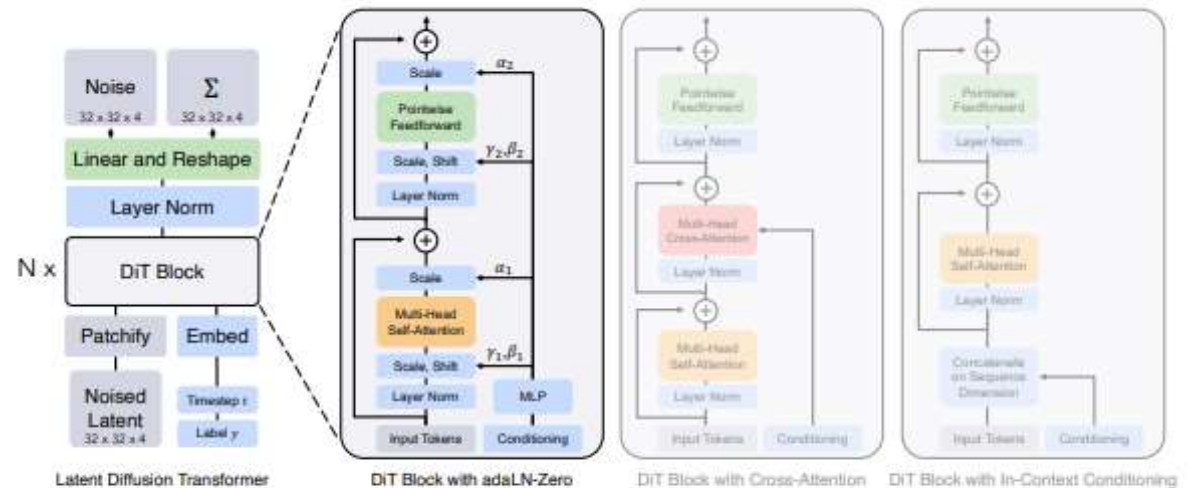 Noise
32 x 32 x 4
Σ
32 x 32 x 4
Linear and Reshape
Layer Norm
N x
DiT Block
Patchify
Embed
Noised
Latent
32 x 32 x 4
Timestep t
Label y
Latent Diffusion Transformer
Scale
α₂
Pointwise
Feedforward
Scale, Shift
γ₂,β₂
Layer Norm
Scale
α₁
Multi-Head
Self-Attention
Scale, Shift
γ₁,β₁
Layer Norm
MLP
Input Tokens
Conditioning
DiT Block with adaLN-Zero
Pointwise
Feedforward
Layer Norm
Multi-Head
Cross-Attention
Layer Norm
Multi-Head
Self-Attention
Layer Norm
Input Tokens
Conditioning
DiT Block with Cross-Attention
Pointwise
Feedforward
Layer Norm
Multi-Head
Self-Attention
Layer Norm
Concatenate
on Sequence
Dimension
Input Tokens
Conditioning
DiT Block with In-Context Conditioning